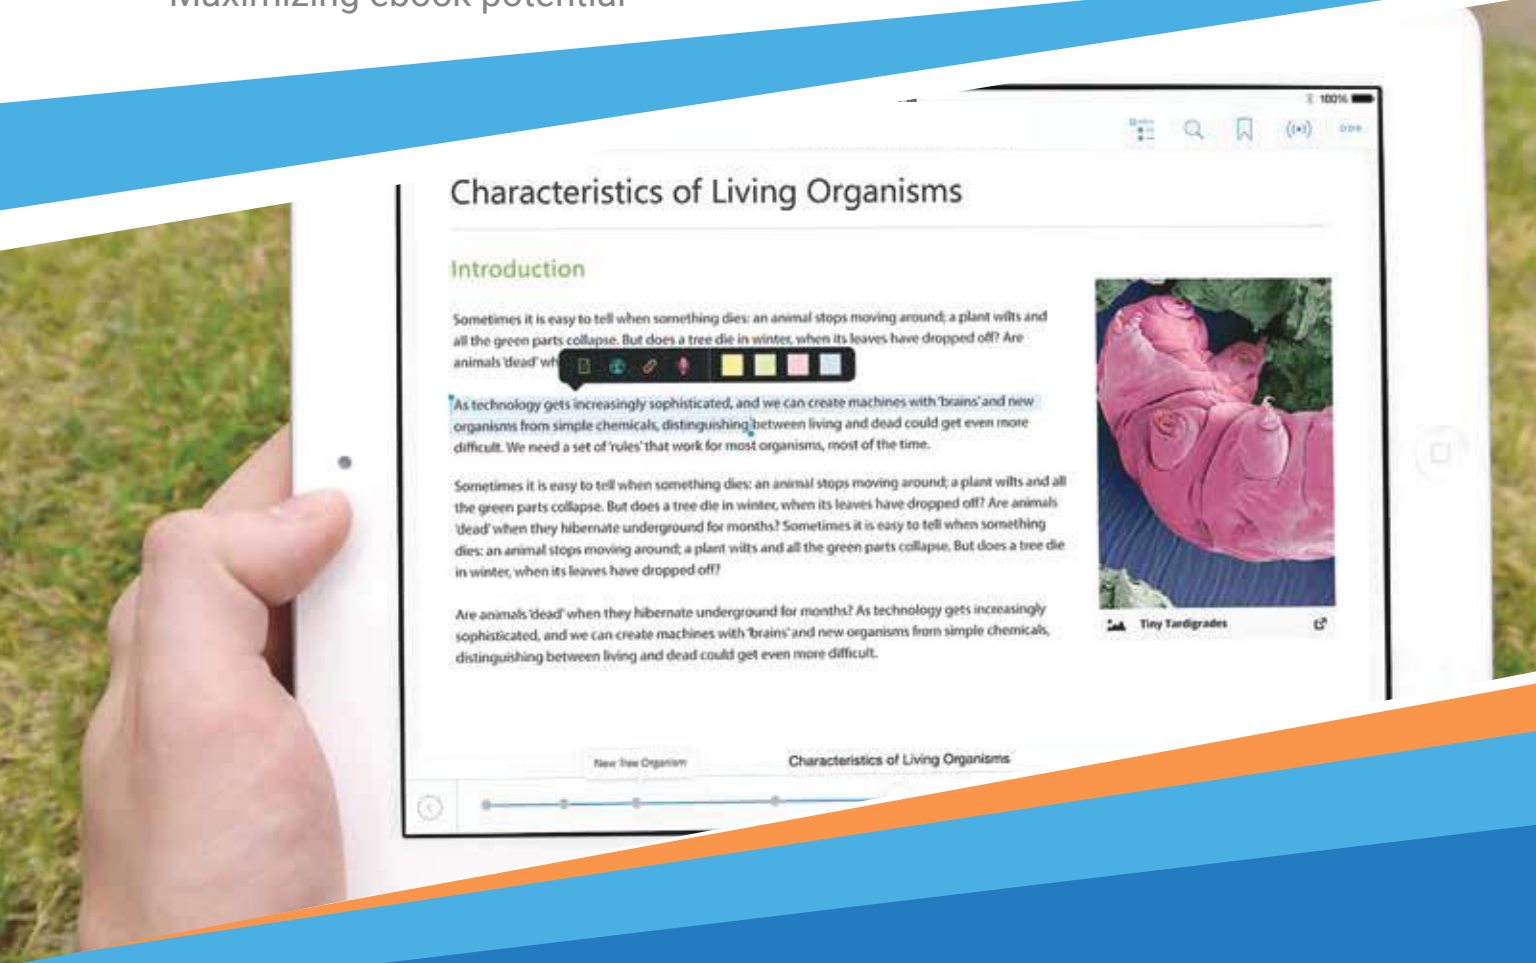 Maximizing ebook potential
100%
Characteristics of Living Organisms
Introduction
Sometimes it is easy to tell when something dies: an animal stops moving around; a plant wilts and
all the green parts collapse. But does a tree die in winter, when its leaves have dropped off? Are
animals 'dead' wh
As technology gets increasingly sophisticated, and we can create machines with 'brains' and new
organisms from simple chemicals, distinguishing between living and dead could get even more
difficult. We need a set of 'rules' that work for most organisms, most of the time.
Sometimes it is easy to tell when something dies: an animal stops moving around; a plant wilts and all
the green parts collapse. But does a tree die in winter, when its leaves have dropped off? Are animals
'dead' when they hibernate underground for months? Sometimes it is easy to tell when something
dies: an animal stops moving around; a plant wilts and all the green parts collapse. But does a tree die
in winter, when its leaves have dropped off?
Are animals 'dead' when they hibernate underground for months? As technology gets increasingly
sophisticated, and we can create machines with 'brains' and new organisms from simple chemicals,
distinguishing between living and dead could get even more difficult.
Tiny Tardigrades
New Tree Organism
Characteristics of Living Organisms